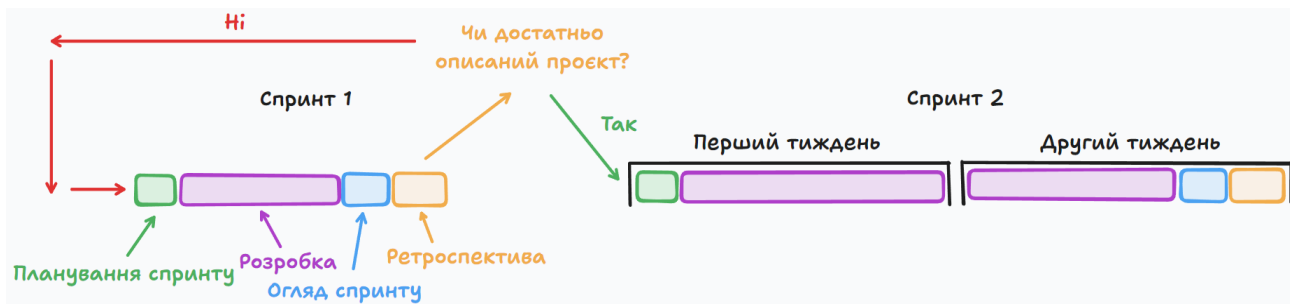 Ні
Чи достатньо
описаний проєкт?
Спринт 1
Спринт 2
Так
Перший тиждень
Другий тиждень
Планування спринту
Розробка
Ретроспектива
Огляд спринту